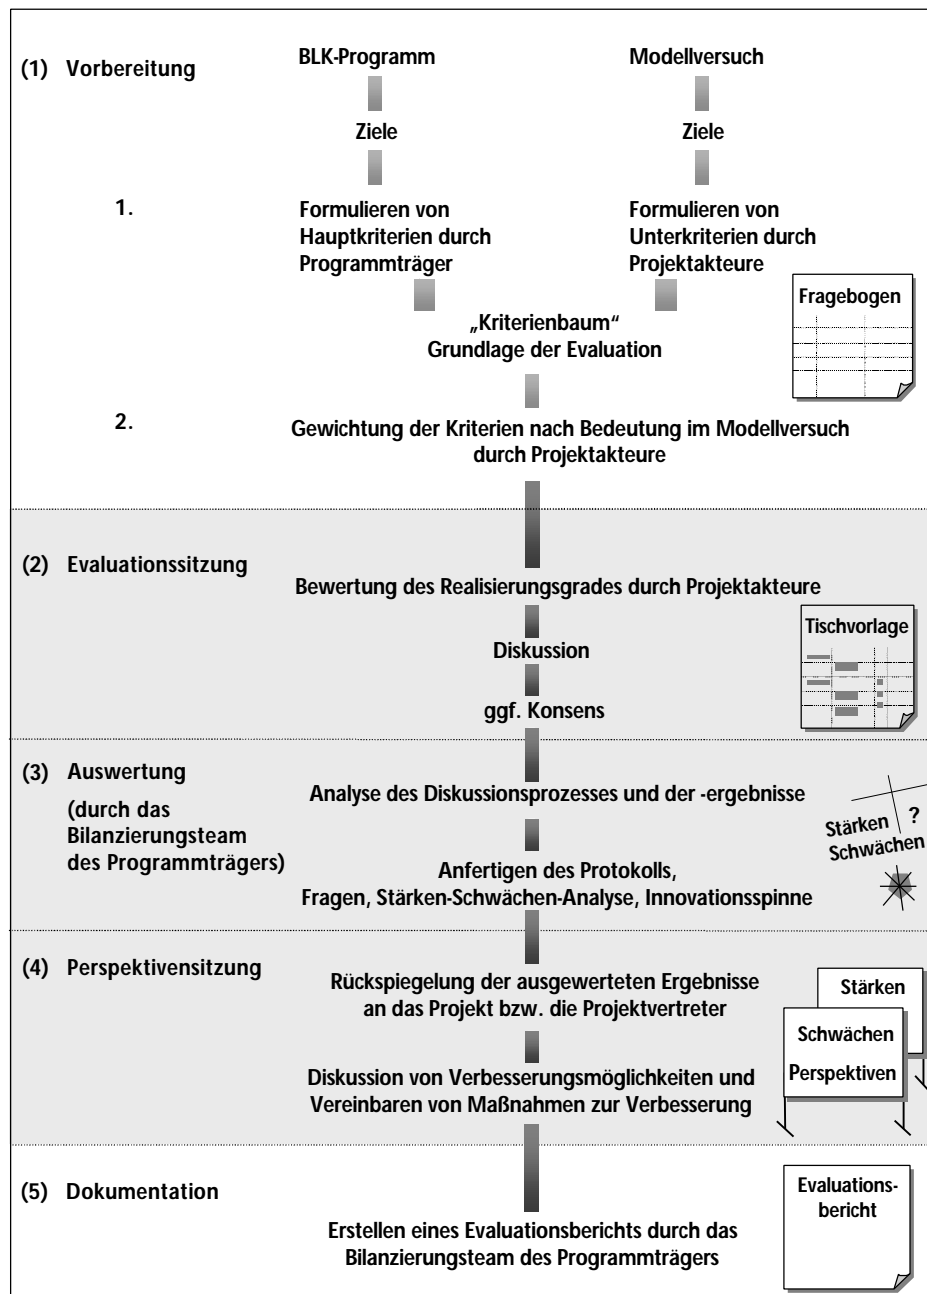 (1) Vorbereitung
BLK-Programm
Modellversuch
Ziele
Ziele
1.
Formulieren von
Hauptkriterien durch
Programmträger
Formulieren von
Unterkriterien durch
Projektakteure
Fragebogen
„Kriterienbaum“
Grundlage der Evaluation
2.
Gewichtung der Kriterien nach Bedeutung im Modellversuch
durch Projektakteure
(2) Evaluationssitzung
Bewertung des Realisierungsgrades durch Projektakteure
Tischvorlage
Diskussion
ggf. Konsens
(3) Auswertung
(durch das
Bilanzierungsteam
des Programmträgers)
Analyse des Diskussionsprozesses und der -ergebnisse
Stärken ?
Schwächen
Anfertigen des Protokolls,
Fragen, Stärken-Schwächen-Analyse, Innovationsspinne
(4) Perspektivensitzung
Rückspiegelung der ausgewerteten Ergebnisse
an das Projekt bzw. die Projektvertreter
Stärken
Schwächen
Perspektiven
Diskussion von Verbesserungsmöglichkeiten und
Vereinbaren von Maßnahmen zur Verbesserung
(5) Dokumentation
Evaluations-
bericht
Erstellen eines Evaluationsberichts durch das
Bilanzierungsteam des Programmträgers